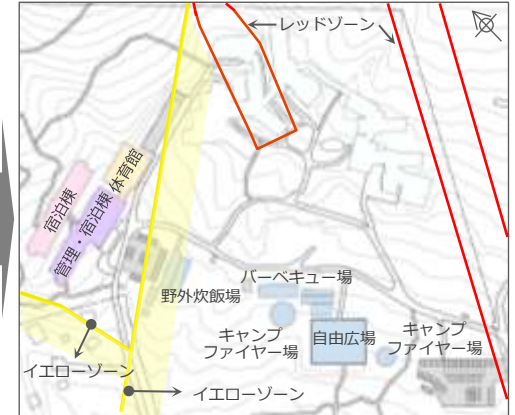 レッドゾーン
体育館
宿泊棟
管理・宿泊棟
野外炊飯場
バーベキュー場
キャンプ
ファイヤー場
自由広場
キャンプ
ファイヤー場
イエローゾーン
イエローゾーン